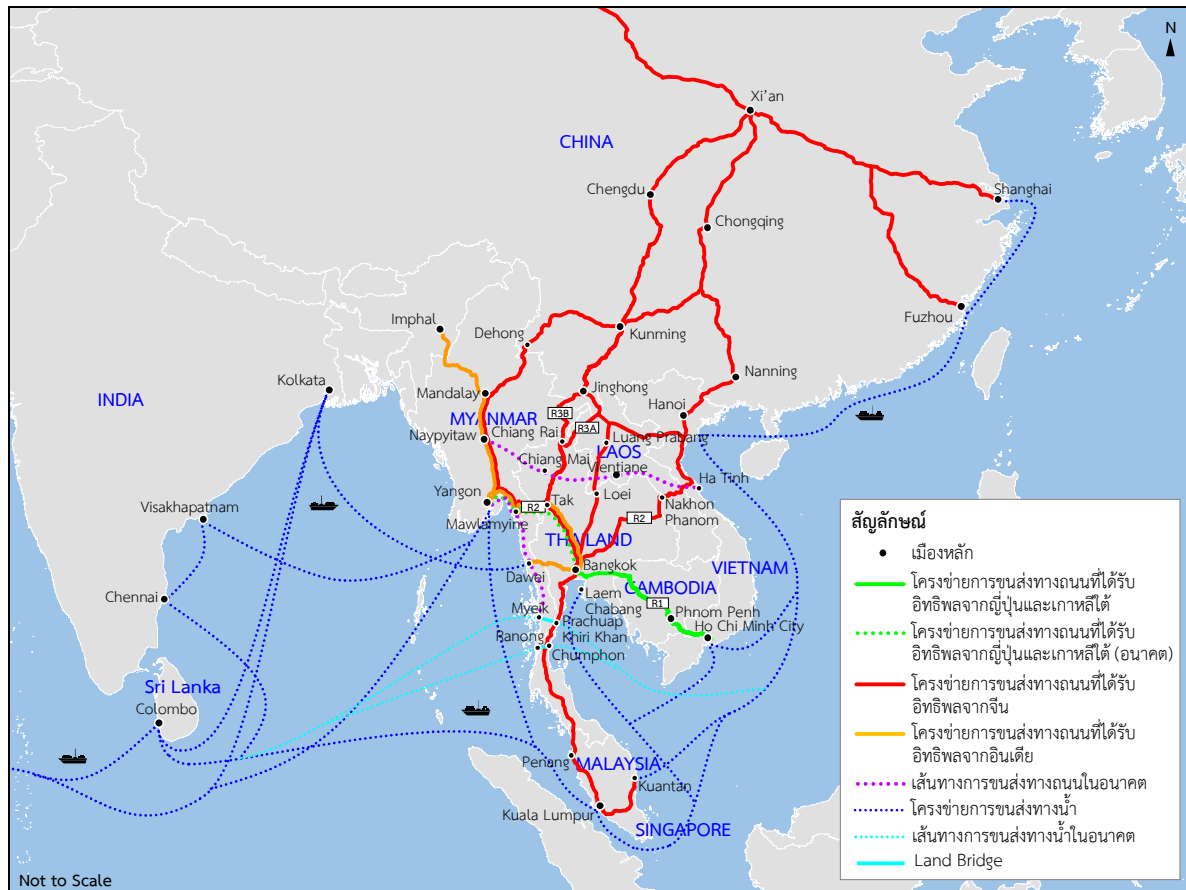 N
Xi'an
CHINA
Chengdu
Shanghai
Chongqing
Imphal
Dehong
Kunming
Fuzhou
Kolkata
INDIA
Mandalay
Jinghong
Nanning
MYANMAR
R3B
Hanoi
Naypyitaw
Chiang Rai
R3A
Luang Prabang
LAOS
Chiang Mai
Vientiane
Ha Tinh
Yangon
Tak
Loei
Nakhon
Phanom
R2
R2
Visakhapatnam
Mawlamyine
THAILAND
VIETNAM
Dawei
Bangkok
CAMBODIA
Chennai
Laem
Chabang
R1
Myeik
Phnom Penh
Prachuap
Khiri Khan
Ho Chi Minh City
Ranong
Chumphon
Sri Lanka
Colombo
Penang
MALAYSIA
Kuantan
Kuala Lumpur
SINGAPORE
สัญลักษณ์
เมืองหลัก
โครงข่ายการขนส่งทางถนนที่ได้รับ
อิทธิพลจากญี่ปุ่นและเกาหลีใต้
โครงข่ายการขนส่งทางถนนที่ได้รับ
อิทธิพลจากญี่ปุ่นและเกาหลีใต้ (อนาคต)
โครงข่ายการขนส่งทางถนนที่ได้รับ
อิทธิพลจากจีน
โครงข่ายการขนส่งทางถนนที่ได้รับ
อิทธิพลจากอินเดีย
เส้นทางการขนส่งทางถนนในอนาคต
โครงข่ายการขนส่งทางน้ำ
เส้นทางการขนส่งทางน้ำในอนาคต
Land Bridge
Not to Scale